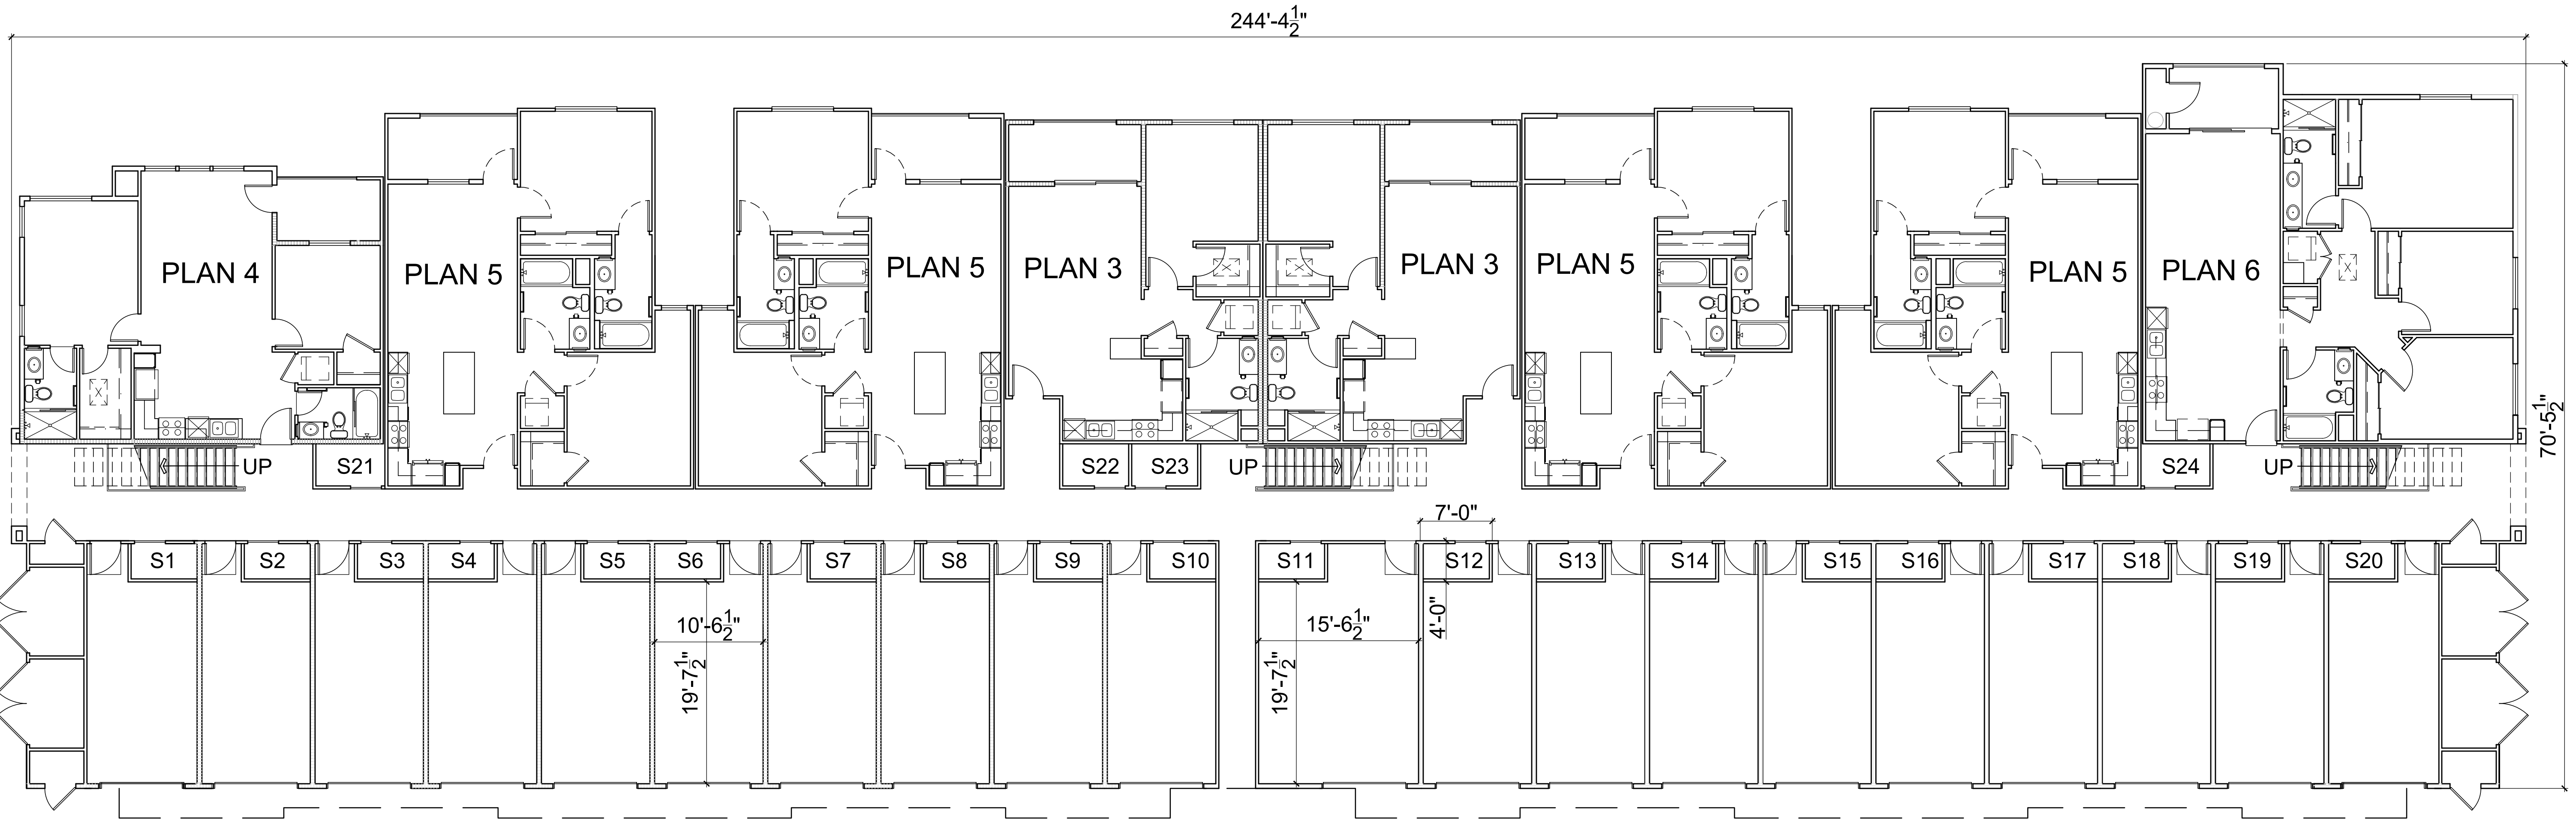 244'-4 1/2"
PLAN 4
PLAN 5
PLAN 5
PLAN 3
PLAN 3
PLAN 5
PLAN 5
PLAN 6
70'-5 1/2"
UP
S21
S22
S23
UP
S24
UP
7'-0"
S1
S2
S3
S4
S5
S6
S7
S8
S9
S10
S11
S12
S13
S14
S15
S16
S17
S18
S19
S20
10'-6 1/2"
15'-6 1/2"
4'-0"
19'-7 1/2"
19'-7 1/2"